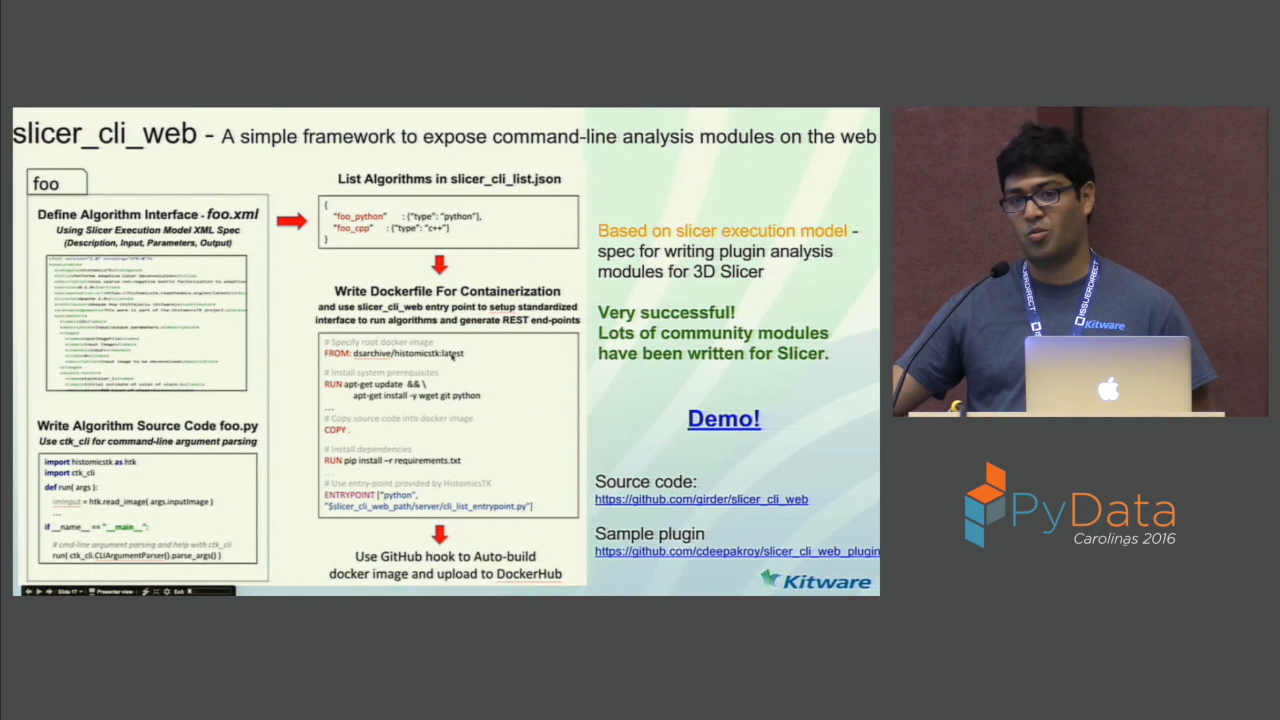 slicer_cli_web - A simple framework to expose command-line analysis modules on the web
foo
Define Algorithm Interface - foo.xml
Using Slicer Execution Model XML Spec
(Description, Input, Parameters, Output)
Write Algorithm Source Code foo.py
Use ctk_cli for command-line argument parsing
import histomicstk as htk
import ctk_cli
def run( args ):
imInput = htk.read_image( args.inputImage )
....
if __name__ == "__main__":
# cmd-line argument parsing and help with ctk_cli
run( ctk_cli.CLIArgumentParser().parse_args() )
List Algorithms in slicer_cli_list.json
{
"foo_python" : {"type": "python"},
"foo_cpp" : {"type": "c++"}
}
Write Dockerfile For Containerization
and use slicer_cli_web entry point to setup standardized
interface to run algorithms and generate REST end-points
# Specify root docker image
FROM: dsarchive/histomicstk:latest
# Install system prerequisites
RUN apt-get update && \
apt-get install -y wget git python
...
# Copy source code into docker image
COPY .
# Install dependencies
RUN pip install –r requirements.txt
...
# Use entry-point provided by HistomicsTK
ENTRYPOINT ["python",
"$slicer_cli_web_path/server/cli_list_entrypoint.py"]
Use GitHub hook to Auto-build
docker image and upload to DockerHub
Based on slicer execution model -
spec for writing plugin analysis
modules for 3D Slicer
Very successful!
Lots of community modules
have been written for Slicer.
Demo!
Source code:
https://github.com/girder/slicer_cli_web
Sample plugin
https://github.com/cdeepakroy/slicer_cli_web_plugin
Kitware
Slide 17
Presenter view
Exit
ISSUERDIRECT
ISSUERDIRECT
Kitware
PyData
Carolinas 2016